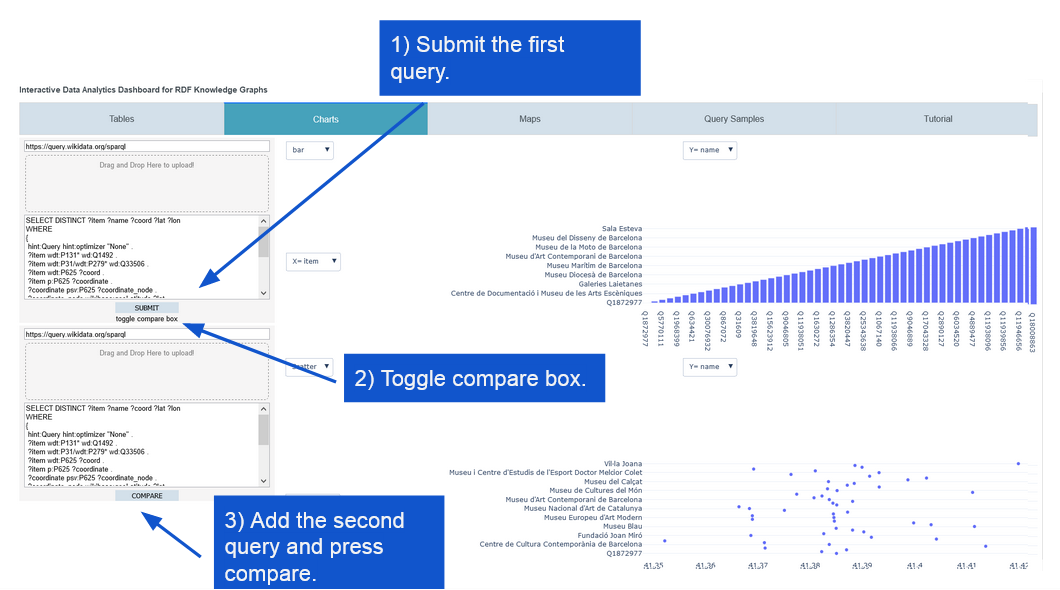 1) Submit the first
query.
Interactive Data Analytics Dashboard for RDF Knowledge Graphs
Tables
Charts
Maps
Query Samples
Tutorial
https://query.wikidata.org/sparql
Drag and Drop Here to upload!
SELECT DISTINCT ?item ?name ?coord ?lat ?lon
WHERE
{
hint:Query hint:optimizer "None" .
?item wdt:P131* wd:Q1492 .
?item wdt:P31/wdt:P279* wd:Q33506 .
?item wdt:P625 ?coord .
?item p:P625 ?coordinate .
?coordinate psv:P625 ?coordinate_node .
SUBMIT
toggle compare box
bar
Y= name
X= item
Sala Esteva
Museu del Disseny de Barcelona
Museu de la Moto de Barcelona
Museu d'Art Contemporani de Barcelona
Museu Marítim de Barcelona
Museu Diocesà de Barcelona
Galeries Laietanes
Centre de Documentació i Museu de les Arts Escèniques
Q1872977
Q1872977
Q5770111
Q1968399
Q634421
Q30076932
Q867072
Q31609
Q3819648
Q15623912
Q9046805
Q11938051
Q1630272
Q1286354
Q3820447
Q25343638
Q1067140
Q11930066
Q9046889
Q17043328
Q2890127
Q6034520
Q4889477
Q11938096
Q11939856
Q11946656
Q18008863
https://query.wikidata.org/sparql
Drag and Drop Here to upload!
SELECT DISTINCT ?item ?name ?coord ?lat ?lon
WHERE
{
hint:Query hint:optimizer "None" .
?item wdt:P131* wd:Q1492 .
?item wdt:P31/wdt:P279* wd:Q33506 .
?item wdt:P625 ?coord .
?item p:P625 ?coordinate .
?coordinate psv:P625 ?coordinate_node .
COMPARE
2) Toggle compare box.
Y= name
Vil·la Joana
Museu i Centre d'Estudis de l'Esport Doctor Melcior Colet
Museu del Calçat
Museu de Cultures del Món
Museu d'Art Contemporani de Barcelona
Museu Nacional d'Art de Catalunya
Museu Europeu d'Art Modern
Museu Blau
Fundació Joan Miró
Centre de Cultura Contemporània de Barcelona
Q1872977
41.35
41.36
41.37
41.38
41.39
41.4
41.41
41.42
3) Add the second
query and press
compare.